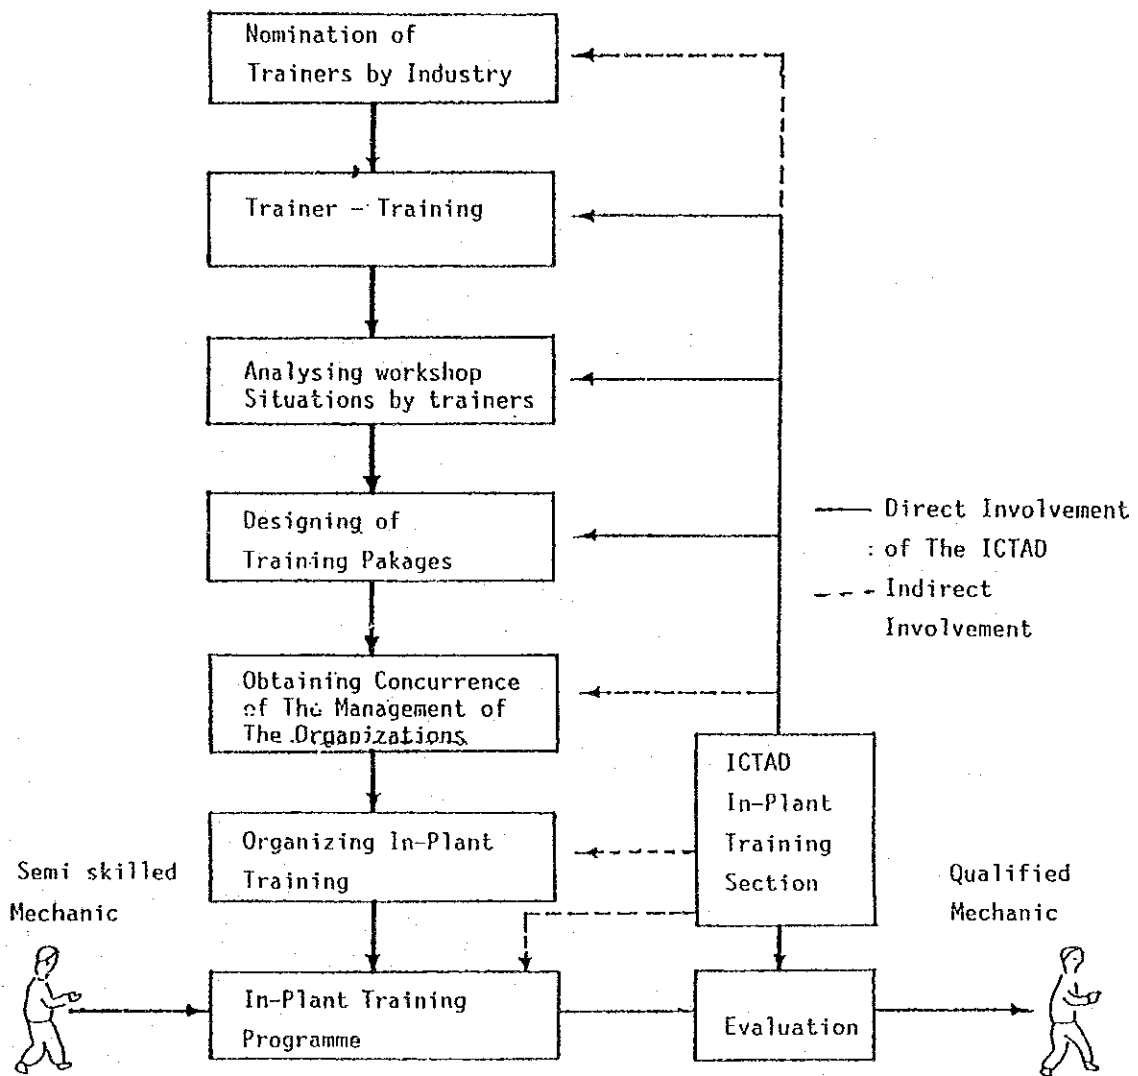 Nomination of
Trainers by Industry
Trainer - Training
Analysing workshop
Situations by trainers
Designing of
Training Pakages
Direct Involvement
: of The ICTAD
Indirect
Involvement
Obtaining Concurrence
of The Management of
The Organizations
ICTAD
In-Plant
Training
Section
Organizing In-Plant
Training
Semi skilled
Mechanic
Qualified
Mechanic
In-Plant Training
Programme
Evaluation